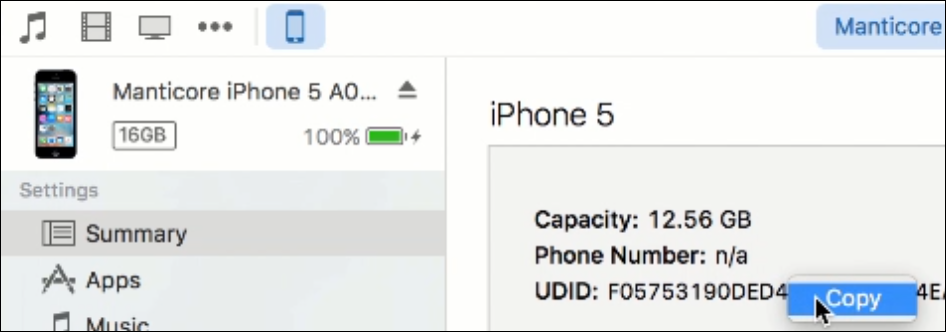 Manticore
Manticore iPhone 5 A0...
16GB
100%
iPhone 5
Settings
Summary
Apps
Music
Capacity: 12.56 GB
Phone Number: n/a
UDID: F05753190DED4
Copy